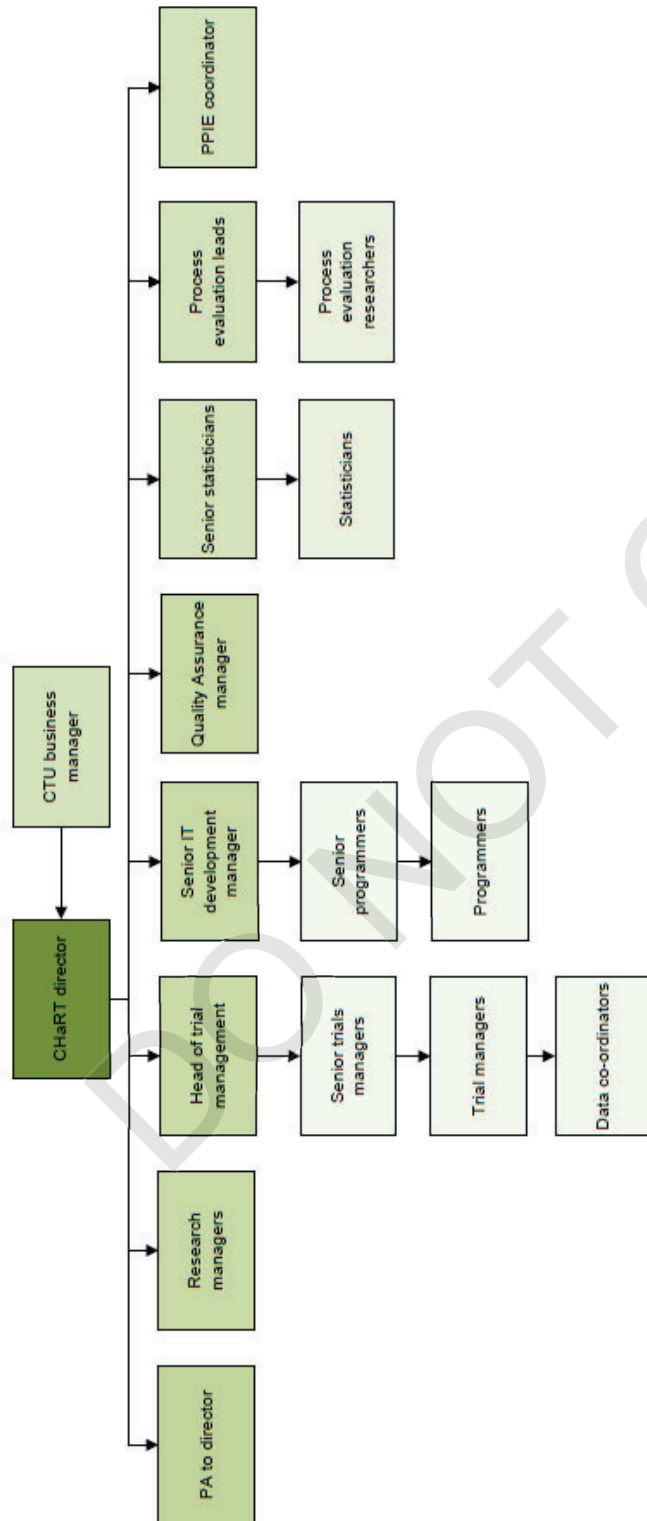 CHaRT director
CTU business
manager
PA to director
Research
managers
Head of trial
management
Senior IT
development
manager
Quality Assurance
manager
Senior statisticians
Process
evaluation leads
PPIE coordinator
Senior trials
managers
Senior
programmers
Statisticians
Process
evaluation
researchers
Trial managers
Programmers
Data co-ordinators
DO NOT